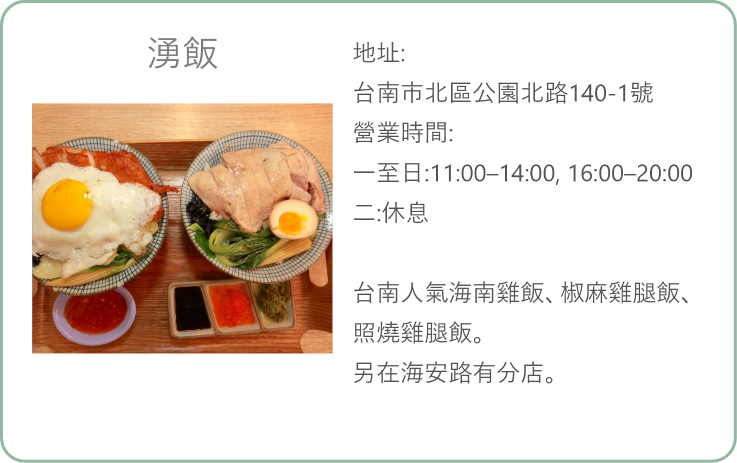 湧飯
地址:
台南市北區公園北路140-1號
營業時間:
一至日:11:00–14:00, 16:00–20:00
二:休息
台南人氣海南雞飯、椒麻雞腿飯、
照燒雞腿飯。
另在海安路有分店。